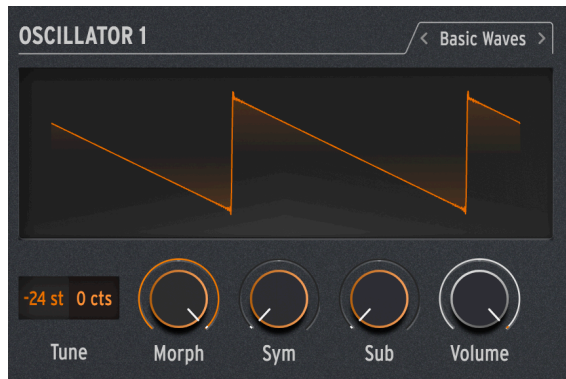 OSCILLATOR 1
< Basic Waves >
-24 st 0 cts
Tune Morph Sym Sub Volume